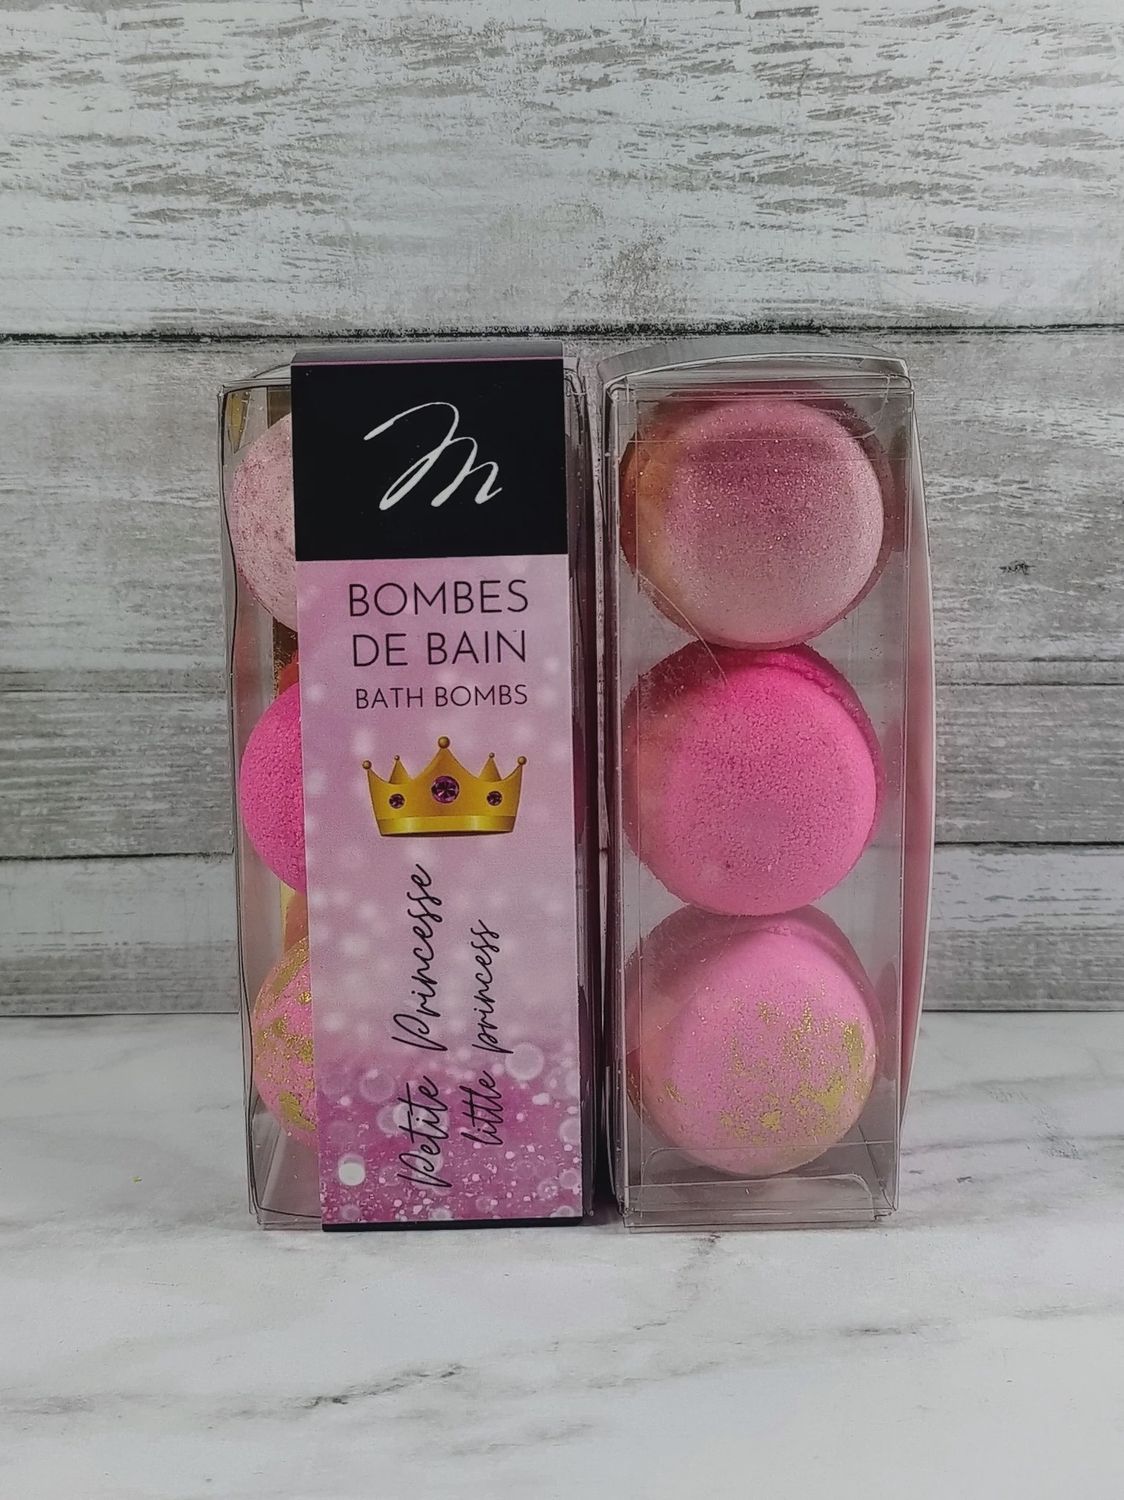 M
BOMBES
DE BAIN
BATH BOMBS
Petite Princesse
little princess